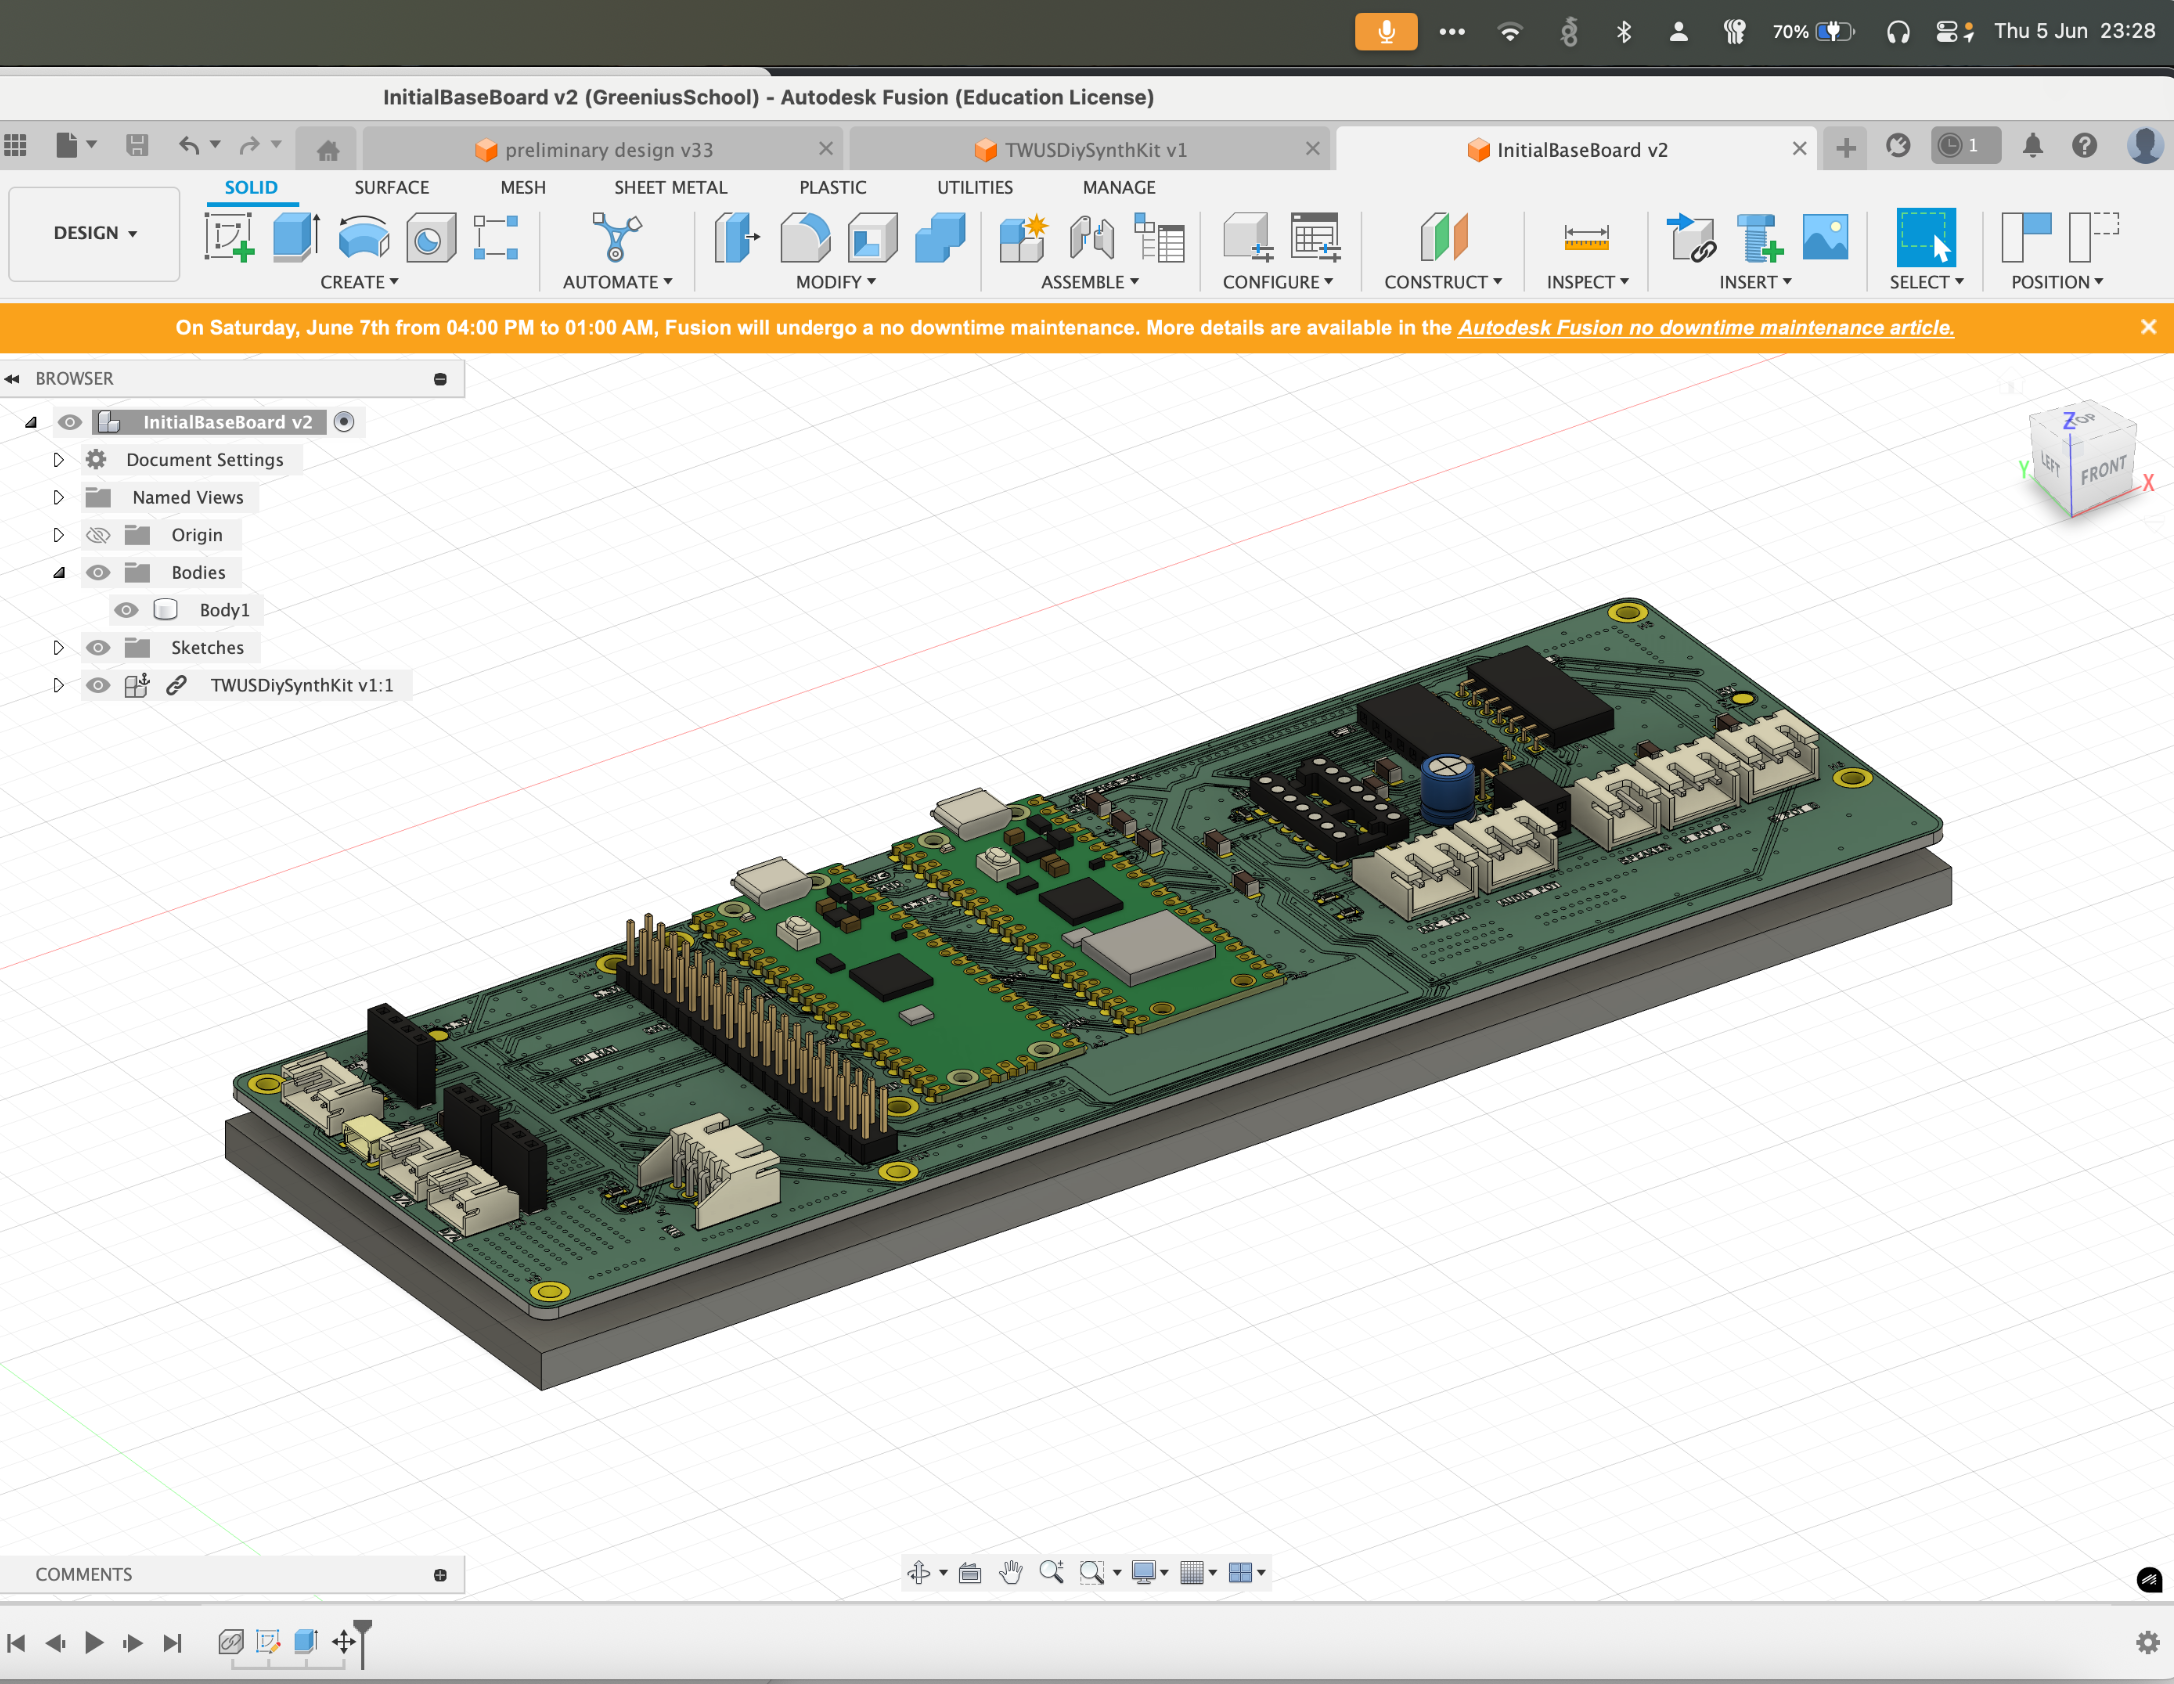 70%
Thu 5 Jun 23:28
InitialBaseBoard v2 (GreeniusSchool) - Autodesk Fusion (Education License)
preliminary design v33
TWUSDiySynthKit v1
InitialBaseBoard v2
1
DESIGN
SOLID
SURFACE
MESH
SHEET METAL
PLASTIC
UTILITIES
MANAGE
CREATE
AUTOMATE
MODIFY
ASSEMBLE
CONFIGURE
CONSTRUCT
INSPECT
INSERT
SELECT
POSITION
On Saturday, June 7th from 04:00 PM to 01:00 AM, Fusion will undergo a no downtime maintenance. More details are available in the Autodesk Fusion no downtime maintenance article.
BROWSER
InitialBaseBoard v2
Document Settings
Named Views
Origin
Bodies
Body1
Sketches
TWUSDiySynthKit v1:1
TOP
Z
LEFT
FRONT
Y
X
COMMENTS